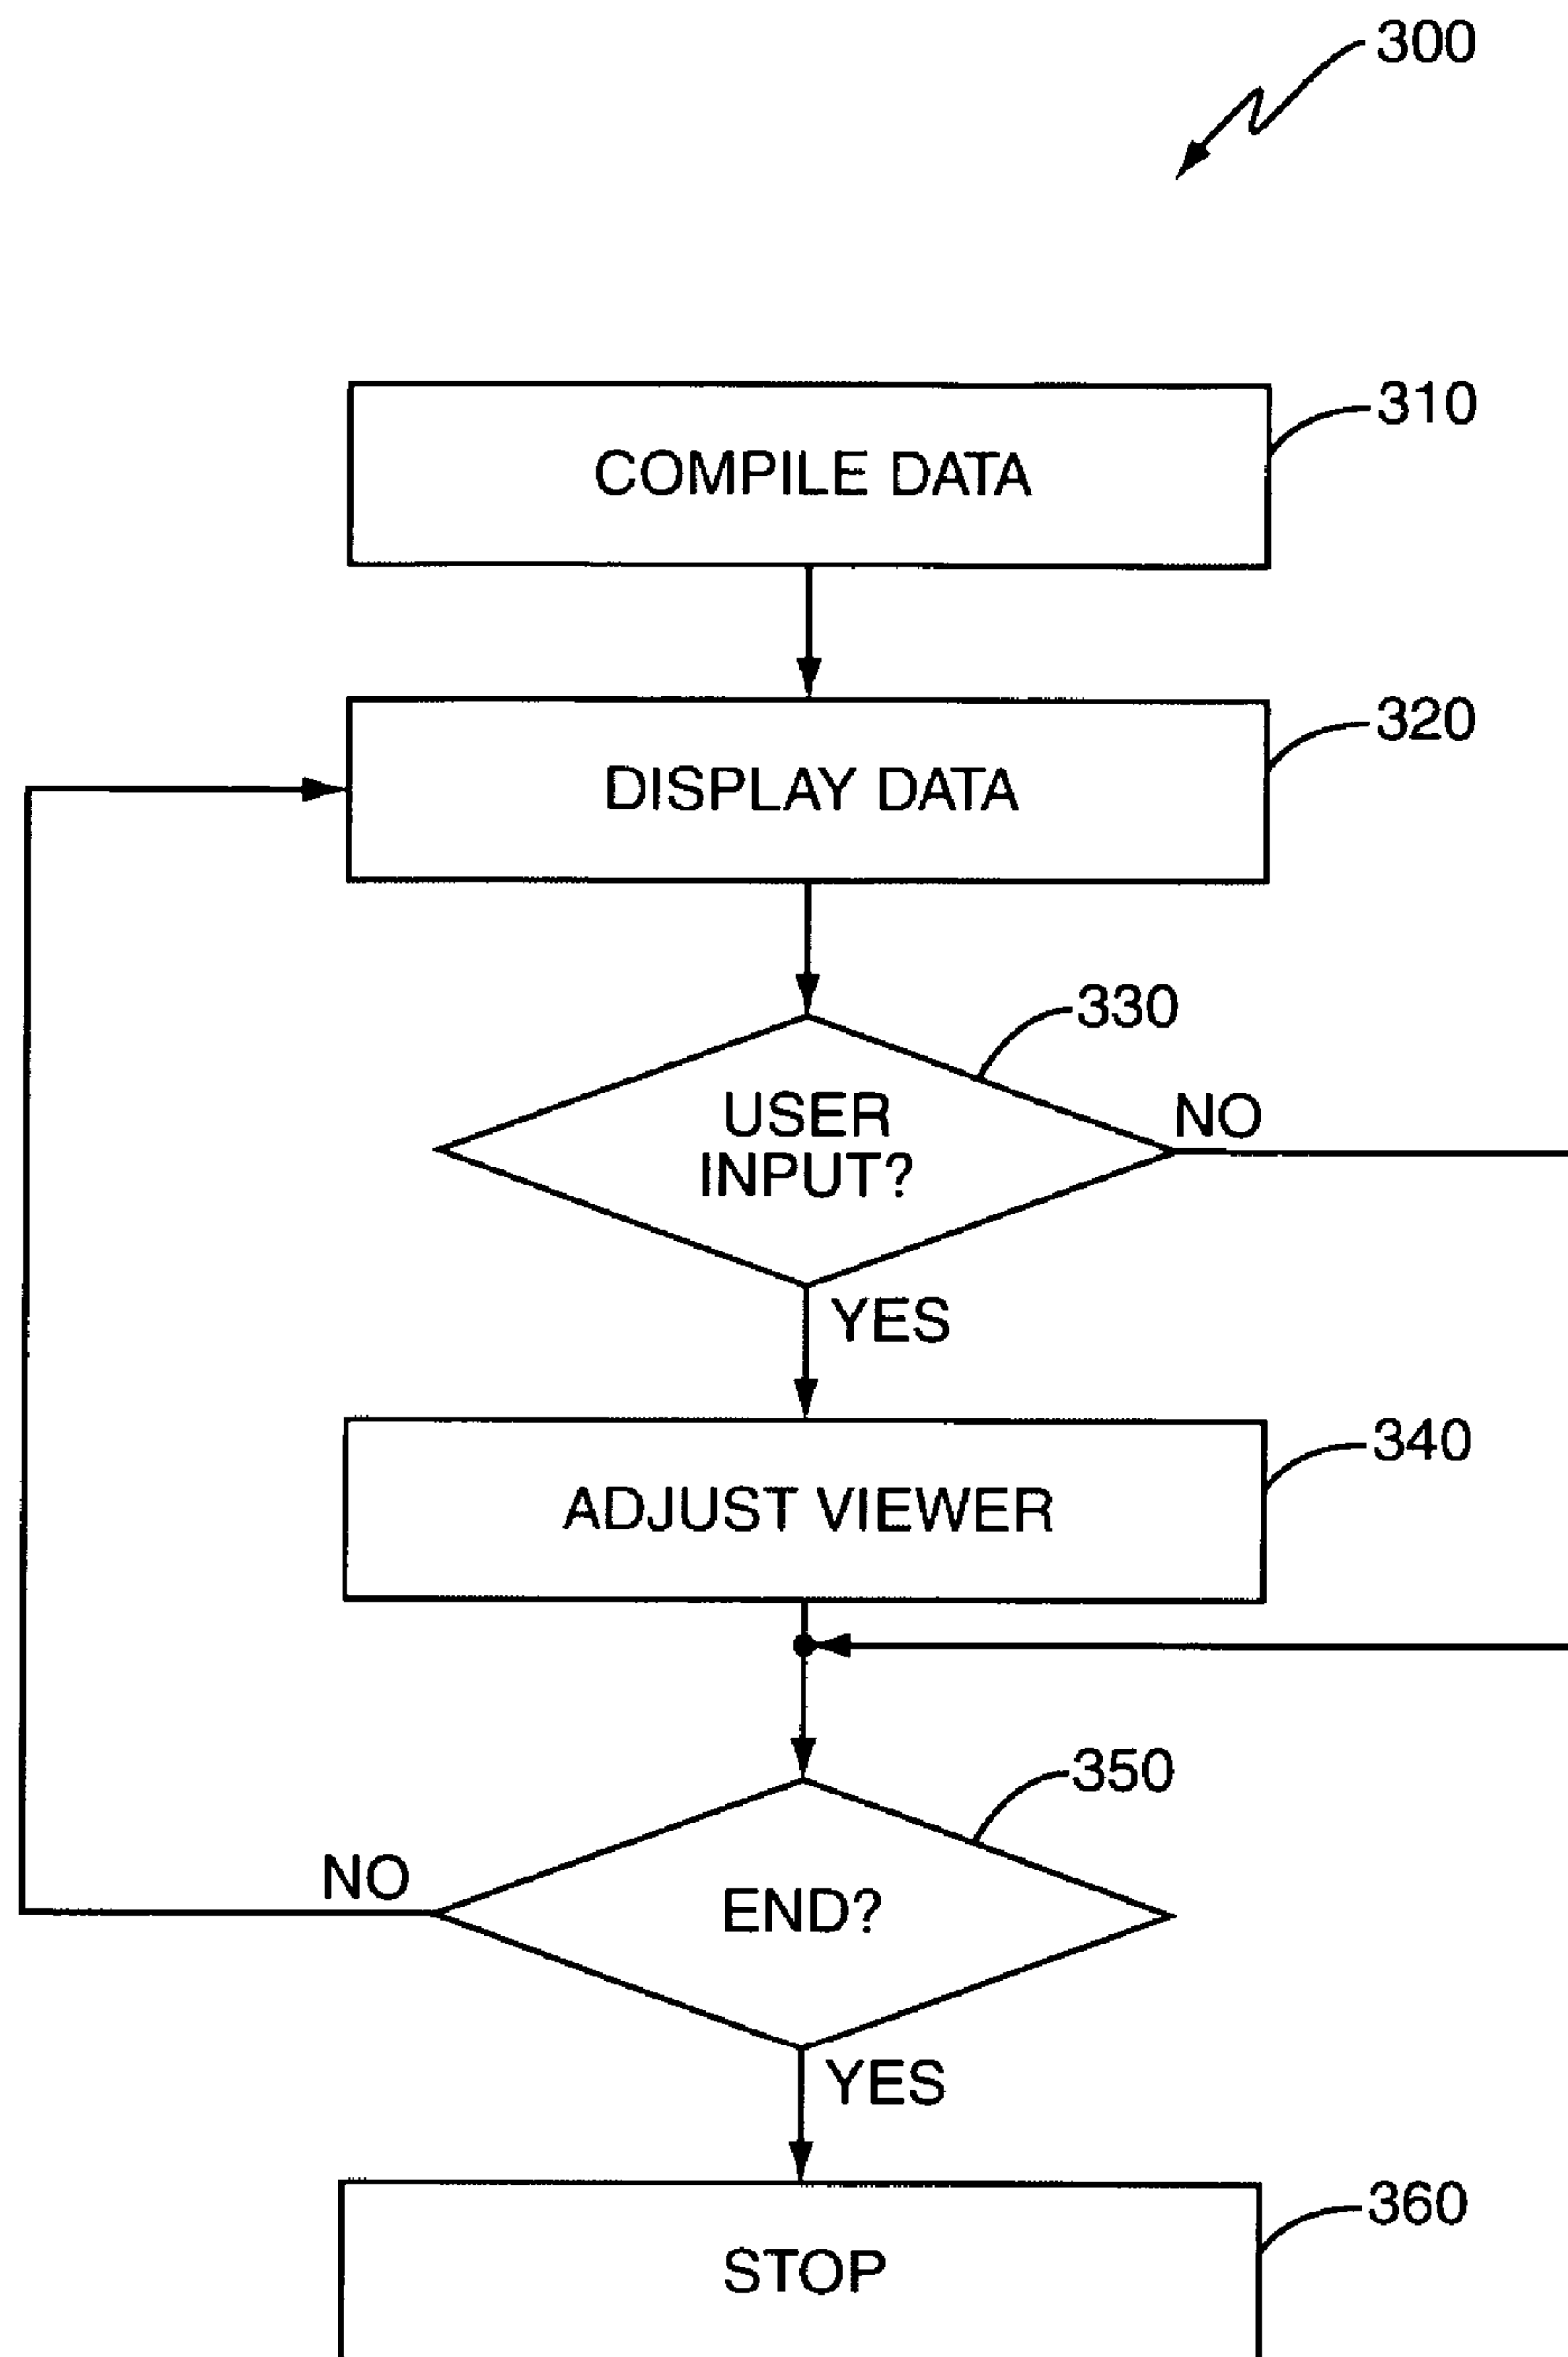 300
COMPILE DATA
310
DISPLAY DATA
320
330
USER
INPUT?
NO
YES
ADJUST VIEWER
340
350
END?
NO
YES
STOP
360